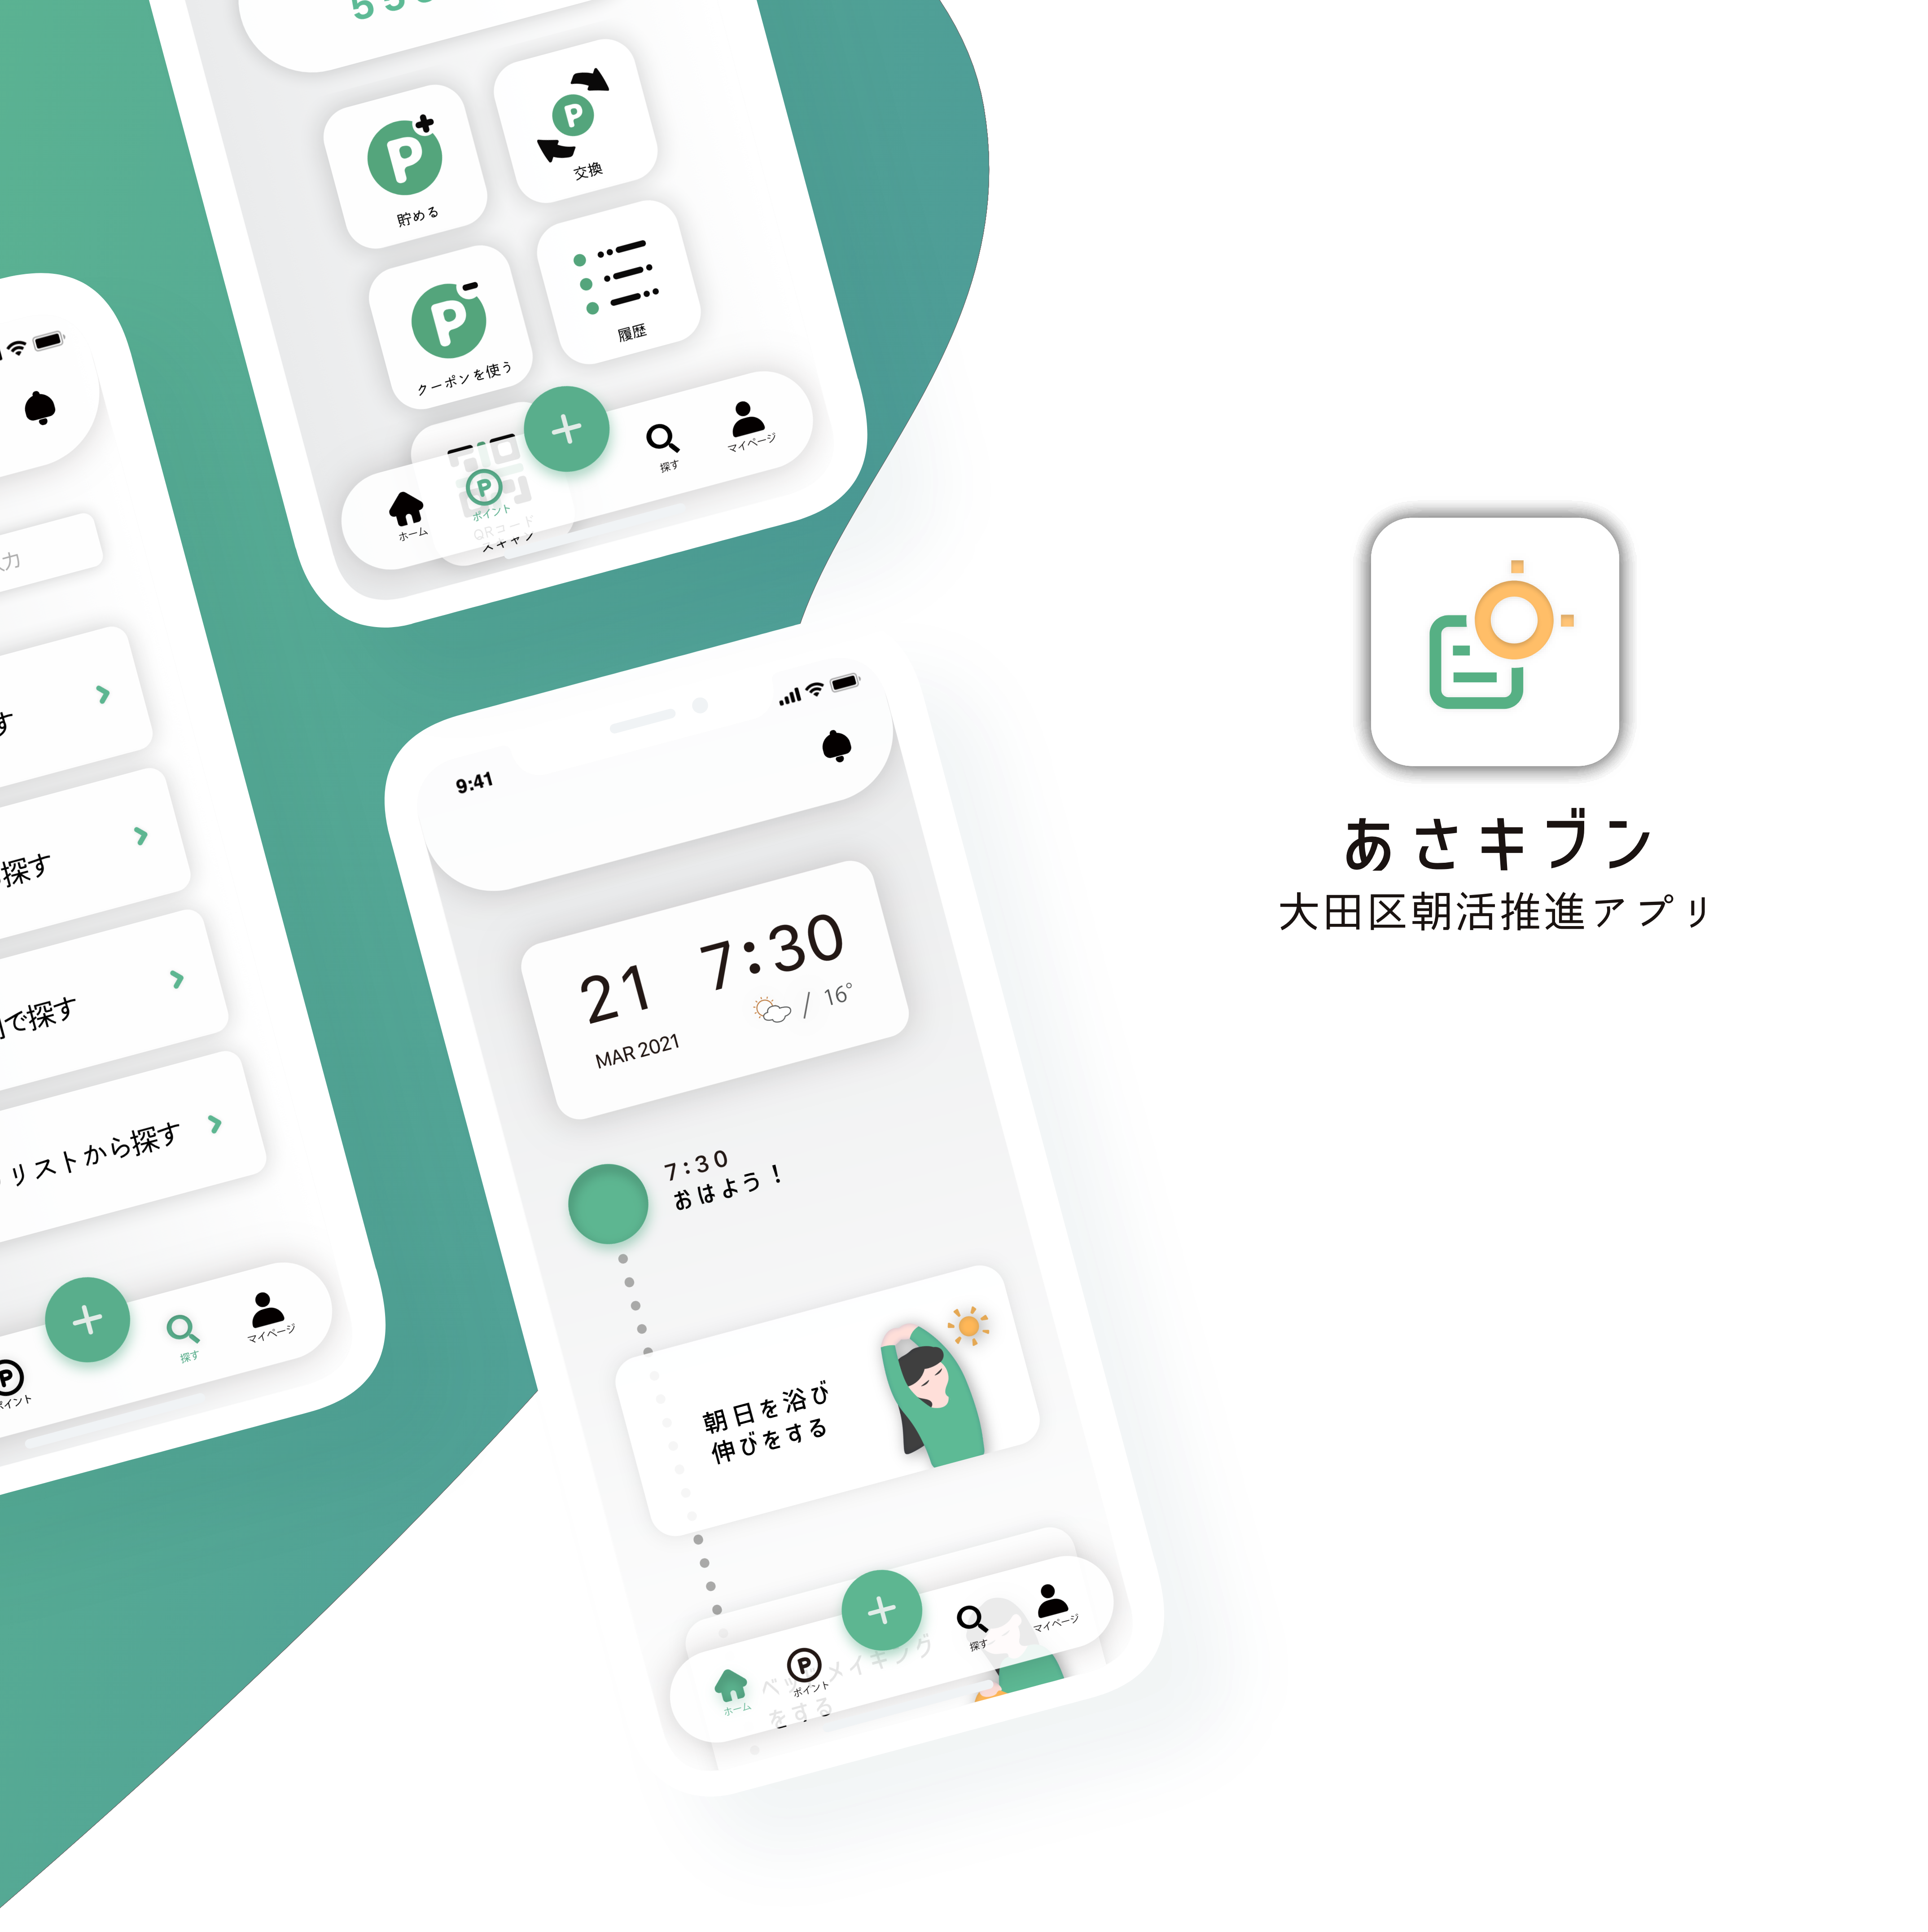 貯める
交換
クーポンを使う
履歴
QRコード
スキャン
ホーム
ポイント
探す
マイページ
力
す
探す
で探す
リストから探す
ポイント
探す
マイページ
9:41
21
MAR 2021
7:30
/ 16°
7:30
おはよう！
朝日を浴び
伸びをする
メイキング
をする
ホーム
ポイント
探す
マイページ
あさキブン
大田区朝活推進アプリ